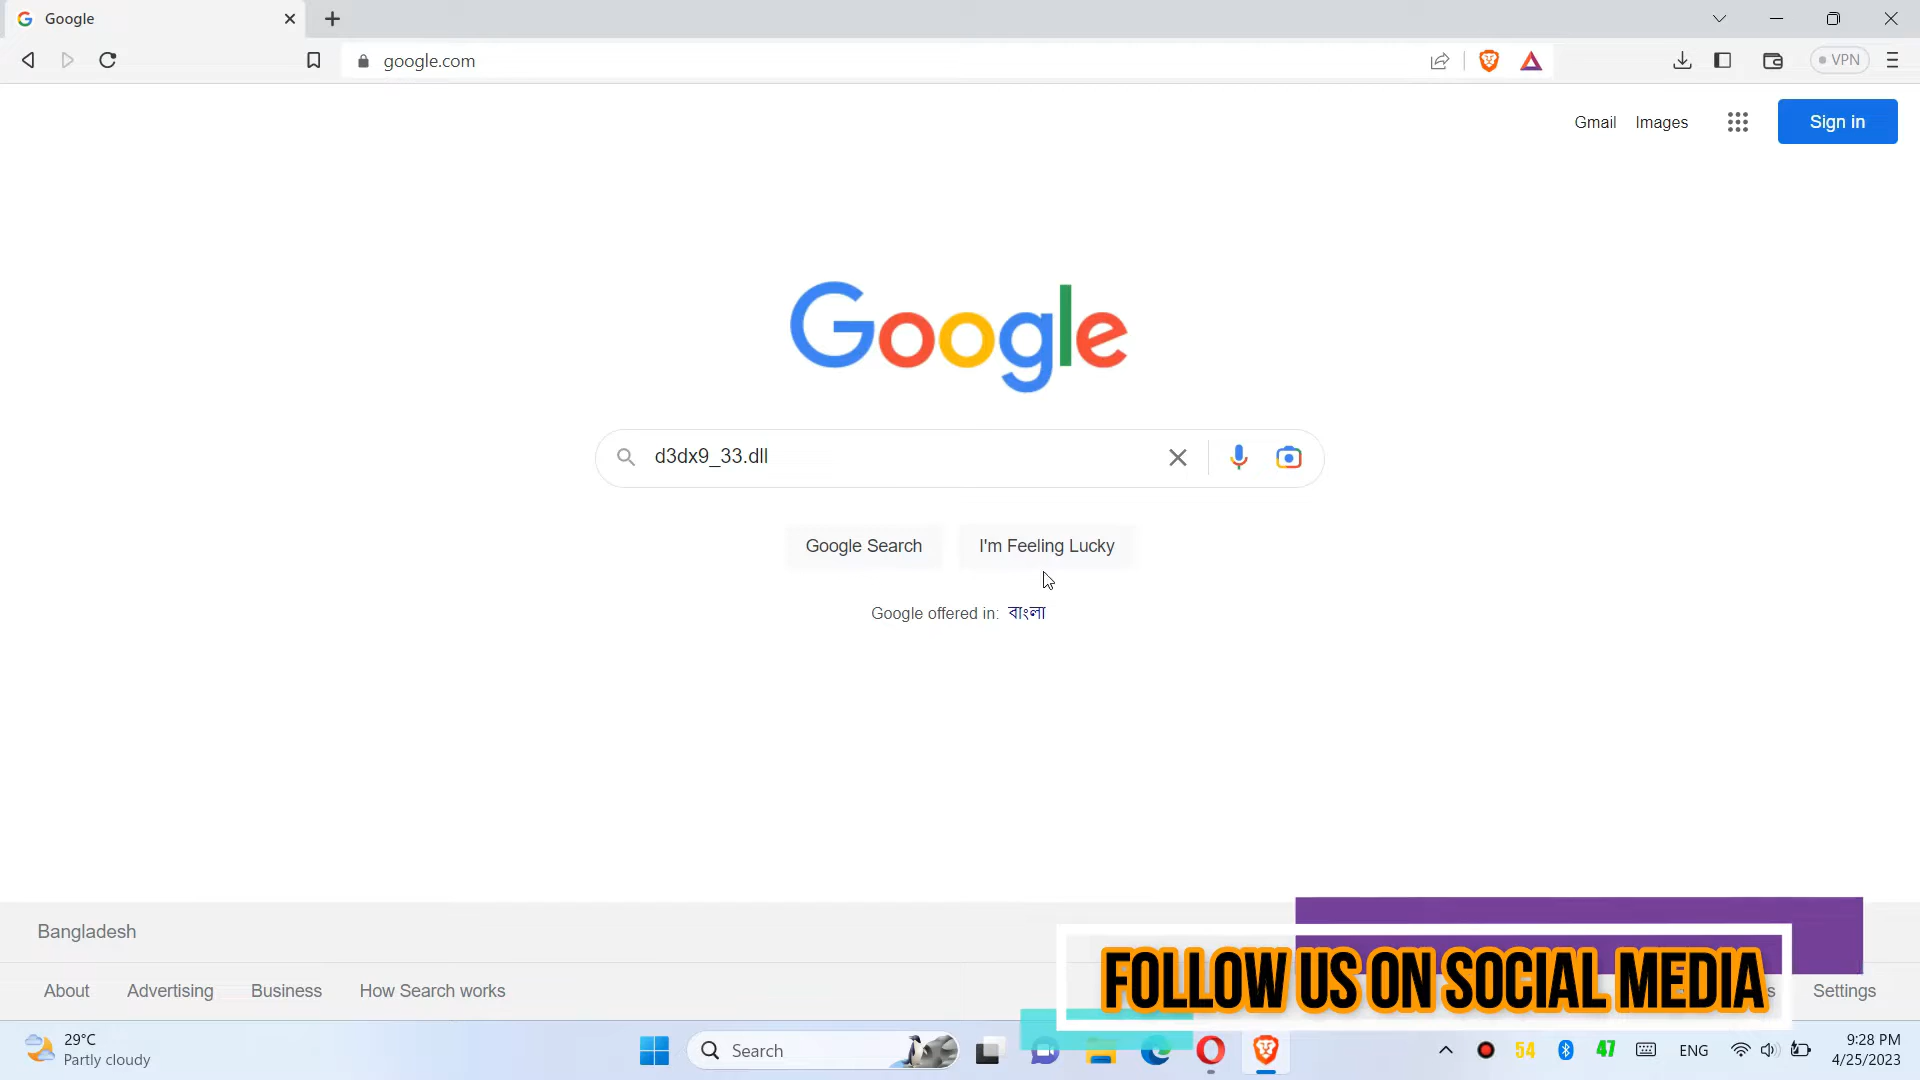 Google
google.com
VPN
Gmail Images Sign in
Google
d3dx9_33.dll
Google Search I'm Feeling Lucky
Google offered in: বাংলা
Bangladesh
About Advertising Business How Search works Settings
FOLLOW US ON SOCIAL MEDIA
29°C
Partly cloudy
Search
54 47 ENG
9:28 PM
4/25/2023